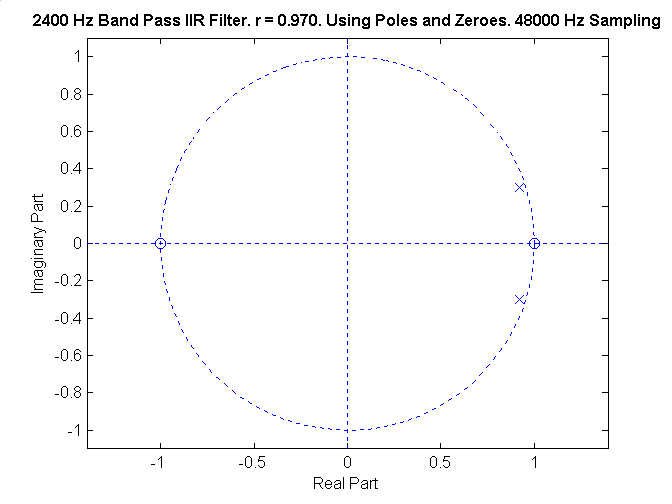 2400 Hz Band Pass IIR Filter. r = 0.970. Using Poles and Zeroes. 48000 Hz Sampling
1
0.8
0.6
0.4
0.2
0
-0.2
-0.4
-0.6
-0.8
-1
Imaginary Part
-1 -0.5 0 0.5 1
Real Part